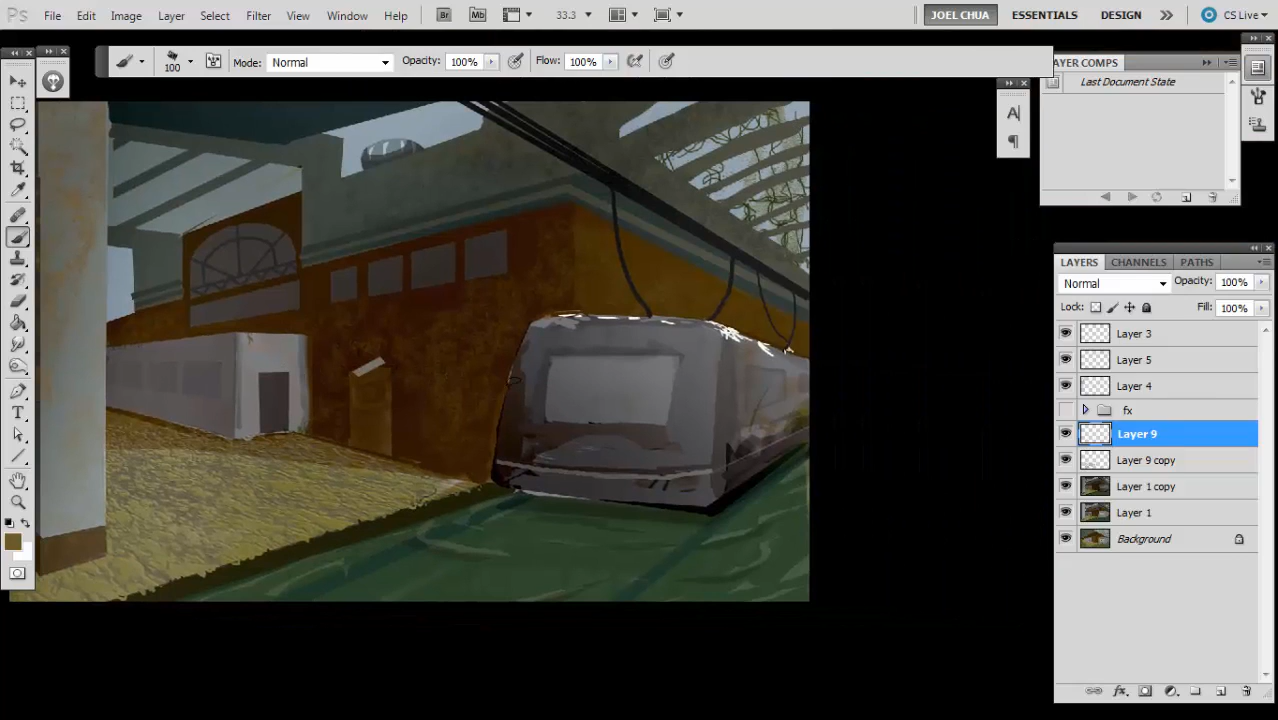 Ps File Edit Image Layer Select Filter View Window Help Br Mb 33.3 JOEL CHUA ESSENTIALS DESIGN CS Live
100 Mode: Normal Opacity: 100% Flow: 100%
LAYER COMPS
Last Document State
A
LAYERS CHANNELS PATHS
Normal Opacity: 100%
Lock: Fill: 100%
Layer 3
Layer 5
Layer 4
fx
Layer 9
Layer 9 copy
Layer 1 copy
Layer 1
Background
T
fx